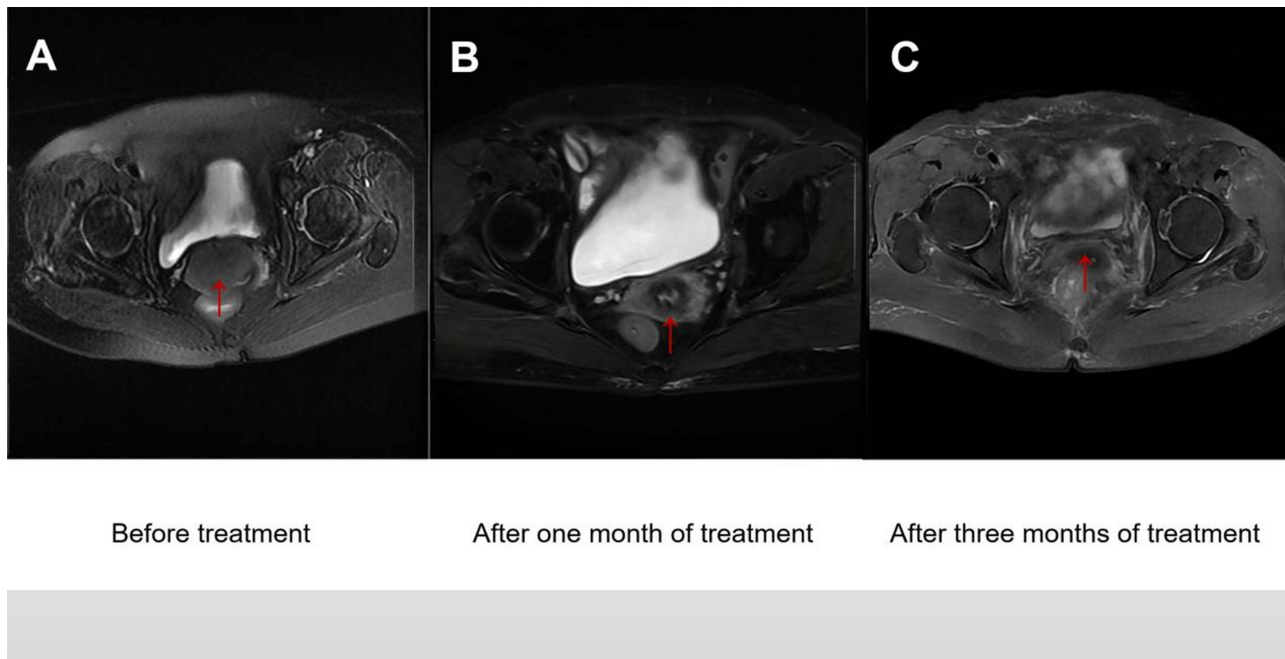 A
B
C
Before treatment
After one month of treatment
After three months of treatment